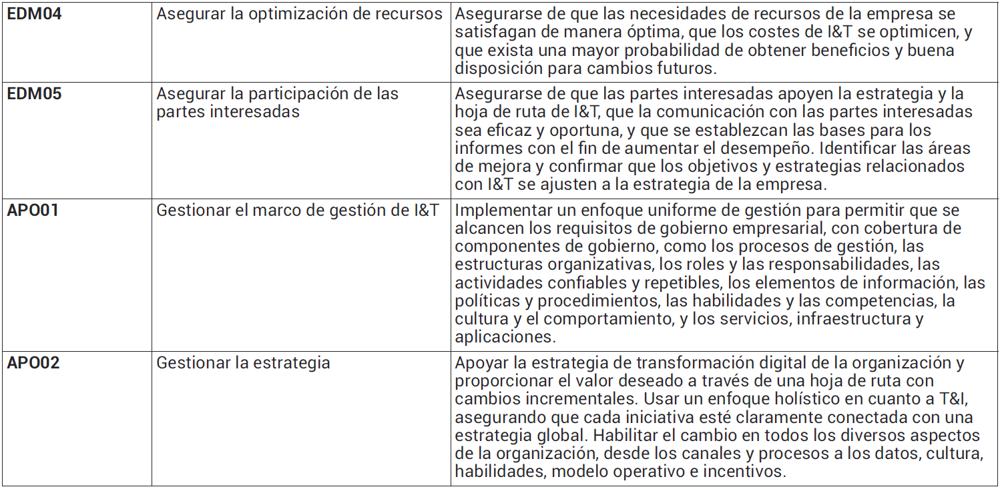 EDM04
Asegurar la optimización de recursos
Asegurarse de que las necesidades de recursos de la empresa se
satisfagan de manera óptima, que los costes de I&T se optimicen, y
que exista una mayor probabilidad de obtener beneficios y buena
disposición para cambios futuros.
EDM05
Asegurar la participación de las
partes interesadas
Asegurarse de que las partes interesadas apoyen la estrategia y la
hoja de ruta de I&T, que la comunicación con las partes interesadas
sea eficaz y oportuna, y que se establezcan las bases para los
informes con el fin de aumentar el desempeño. Identificar las áreas
de mejora y confirmar que los objetivos y estrategias relacionados
con I&T se ajusten a la estrategia de la empresa.
APO01
Gestionar el marco de gestión de I&T
Implementar un enfoque uniforme de gestión para permitir que se
alcancen los requisitos de gobierno empresarial, con cobertura de
componentes de gobierno, como los procesos de gestión, las
estructuras organizativas, los roles y las responsabilidades, las
actividades confiables y repetibles, los elementos de información, las
políticas y procedimientos, las habilidades y las competencias, la
cultura y el comportamiento, y los servicios, infraestructura y
aplicaciones.
APO02
Gestionar la estrategia
Apoyar la estrategia de transformación digital de la organización y
proporcionar el valor deseado a través de una hoja de ruta con
cambios incrementales. Usar un enfoque holístico en cuanto a T&I,
asegurando que cada iniciativa esté claramente conectada con una
estrategia global. Habilitar el cambio en todos los diversos aspectos
de la organización, desde los canales y procesos a los datos, cultura,
habilidades, modelo operativo e incentivos.